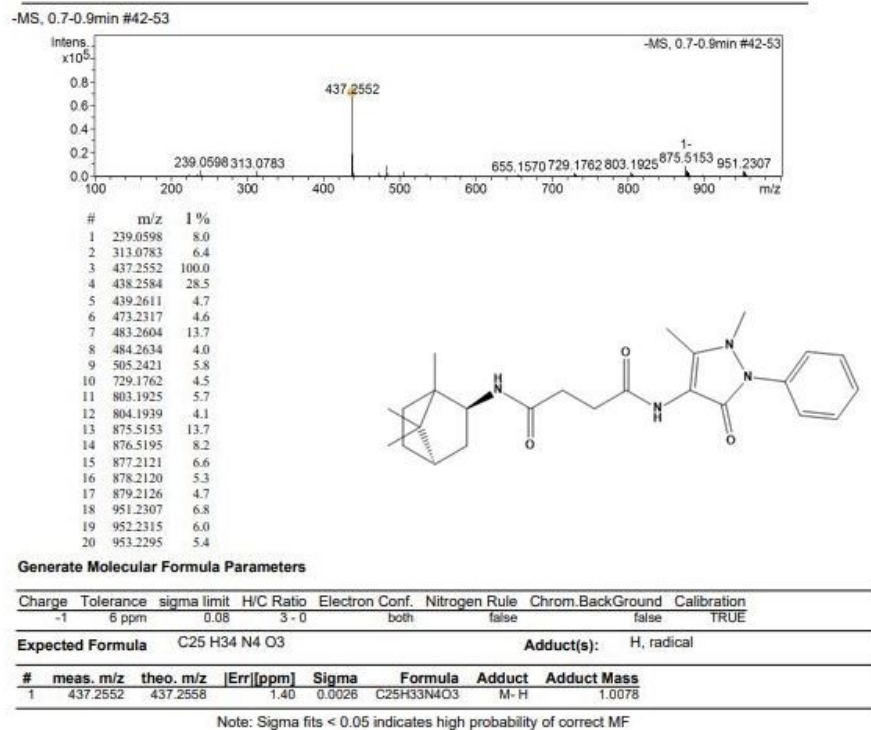 -MS, 0.7-0.9min #42-53
Intens.
x10⁵
-MS, 0.7-0.9min #42-53
0.8
0.6
0.4
0.2
0.0
437.2552
239.0598 313.0783
655.1570 729.1762 803.1925
1-
875.5153
951.2307
100 200 300 400 500 600 700 800 900 m/z
# m/z I %
1 239.0598 8.0
2 313.0783 6.4
3 437.2552 100.0
4 438.2584 28.5
5 439.2611 4.7
6 473.2317 4.6
7 483.2604 13.7
8 484.2634 4.0
9 505.2421 5.8
10 729.1762 4.5
11 803.1925 5.7
12 804.1939 4.1
13 875.5153 13.7
14 876.5195 8.2
15 877.2121 6.6
16 878.2120 5.3
17 879.2126 4.7
18 951.2307 6.8
19 952.2315 6.0
20 953.2295 5.4
H
N
O
O
N
H
N
N
O
Generate Molecular Formula Parameters
Charge Tolerance sigma limit H/C Ratio Electron Conf. Nitrogen Rule Chrom.BackGround Calibration
-1 6 ppm 0.08 3 - 0 both false false TRUE
Expected Formula C25 H34 N4 O3 Adduct(s): H, radical
# meas. m/z theo. m/z |Err|[ppm] Sigma Formula Adduct Adduct Mass
1 437.2552 437.2558 1.40 0.0026 C25H33N4O3 M- H 1.0078
Note: Sigma fits < 0.05 indicates high probability of correct MF